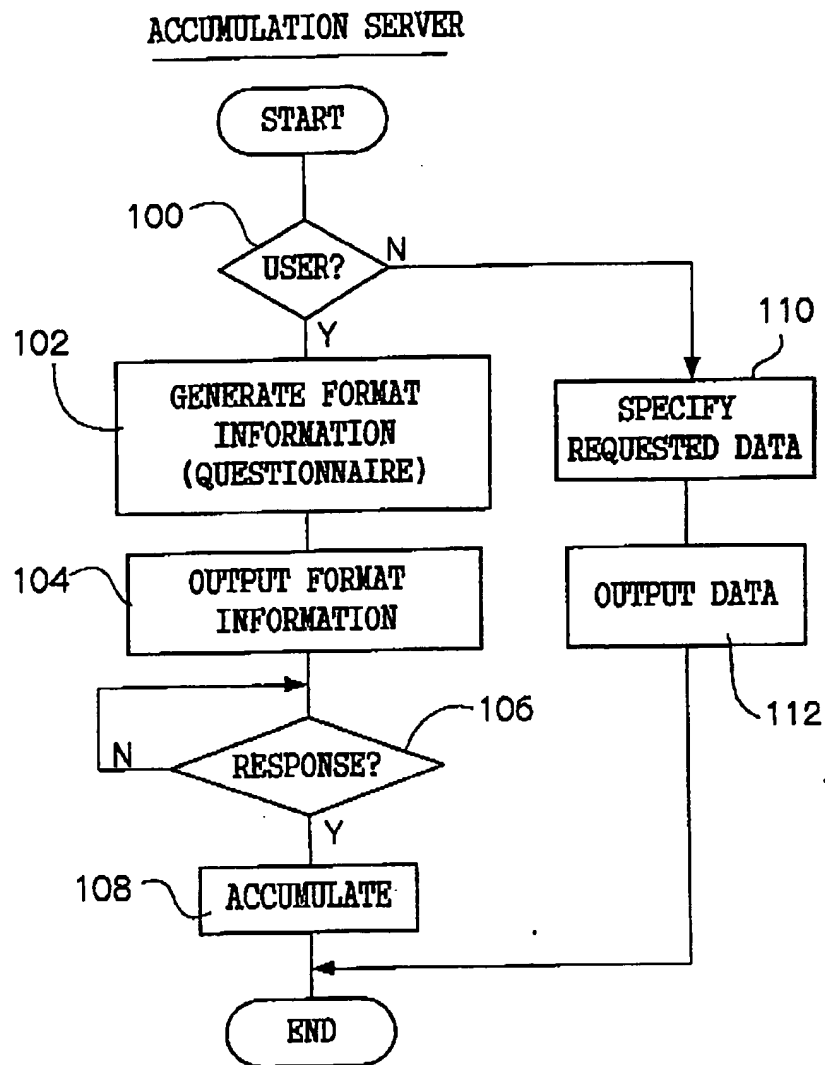 ACCUMULATION SERVER
START
100
USER?
N
Y
102
GENERATE FORMAT
INFORMATION
(QUESTIONNAIRE)
110
SPECIFY
REQUESTED DATA
104
OUTPUT FORMAT
INFORMATION
OUTPUT DATA
112
106
RESPONSE?
N
Y
108
ACCUMULATE
END